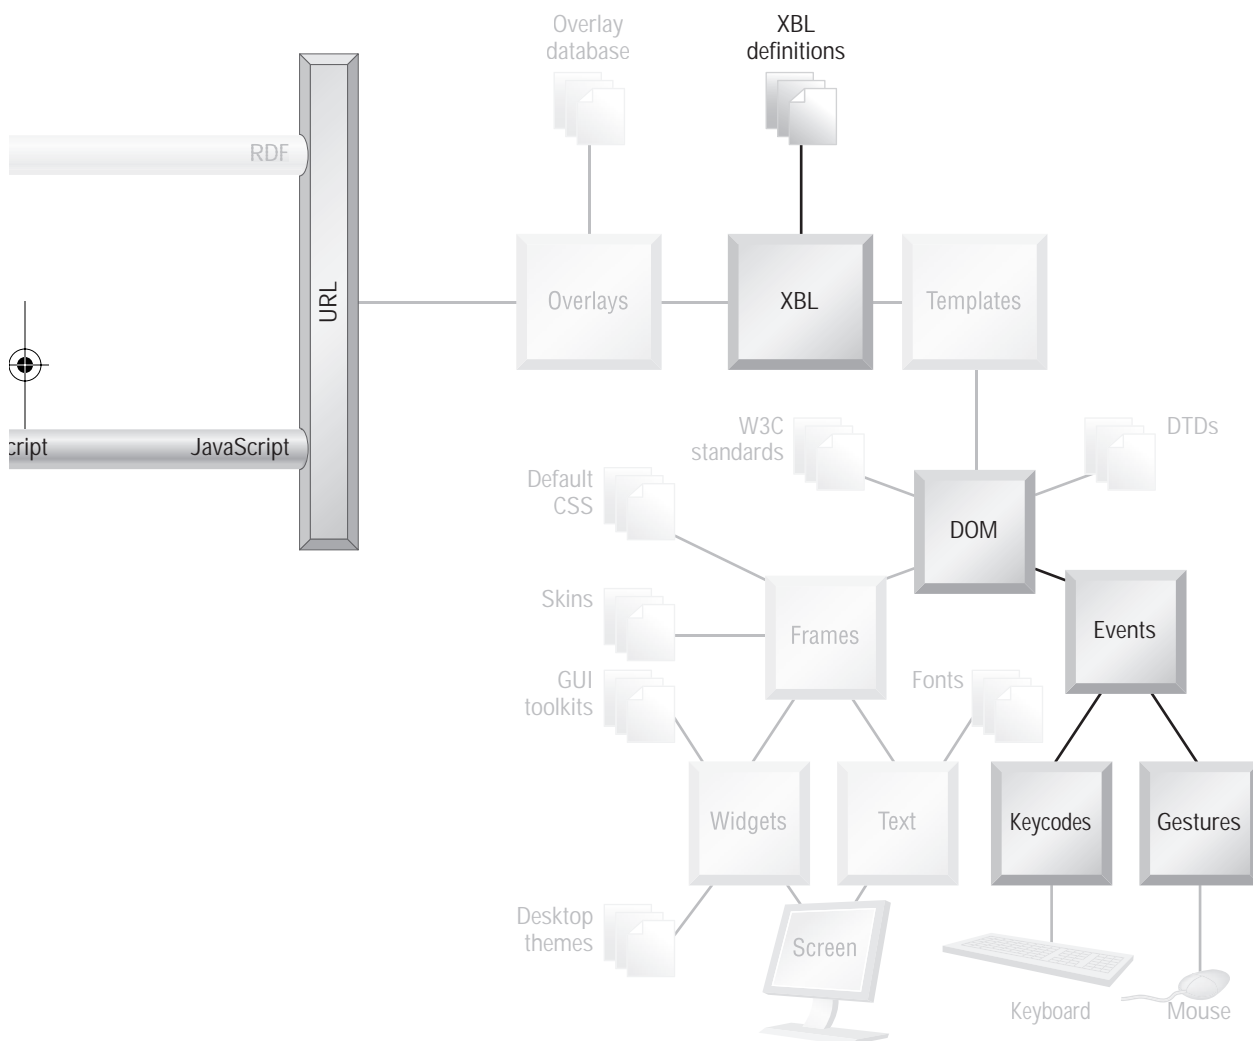 Overlay
database
XBL
definitions
RDF
URL
Overlays
XBL
Templates
cript
JavaScript
W3C
standards
DTDs
Default
CSS
DOM
Skins
Frames
Events
GUI
toolkits
Fonts
Widgets
Text
Keycodes
Gestures
Desktop
themes
Screen
Keyboard
Mouse